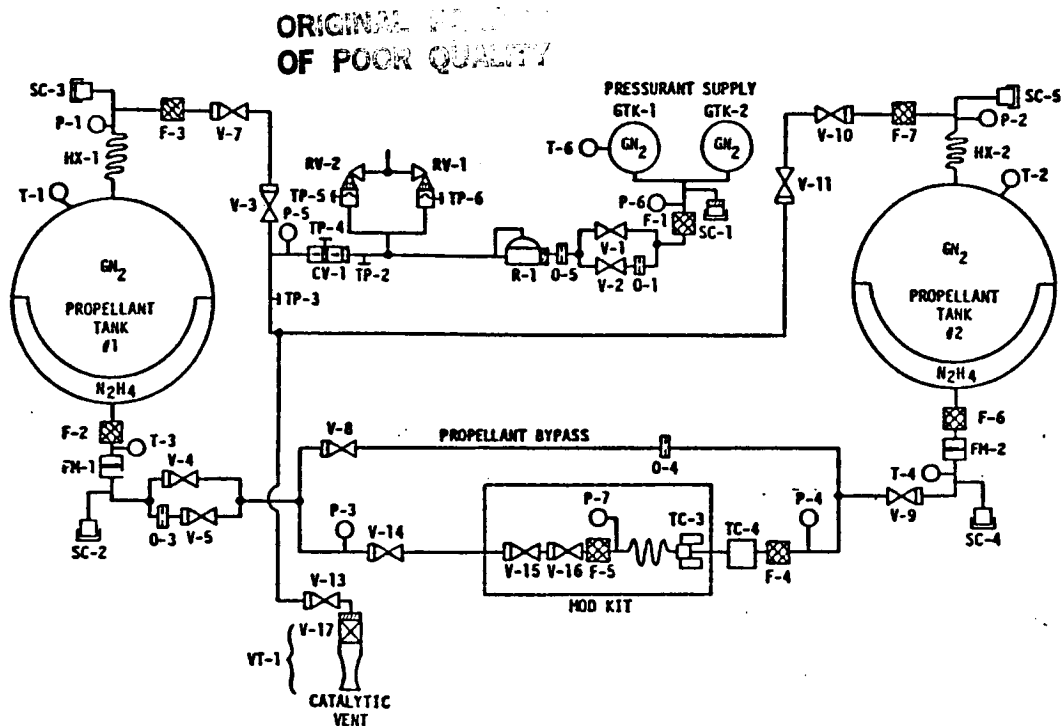 ORIGINAL
OF POOR QUALITY
SC-3
P-1
F-3
V-7
HX-1
T-1
V-3
GN2
PROPELLANT
TANK
#1
N2H4
F-2
T-3
FM-1
V-4
O-3
V-5
SC-2
RV-2
RV-1
TP-5
TP-6
P-5
TP-4
CV-1
TP-2
TP-3
PRESSURANT SUPPLY
GTK-1
GTK-2
GN2
GN2
T-6
P-6
F-1
SC-1
V-1
V-2
R-1
O-5
O-1
V-10
F-7
SC-5
P-2
HX-2
T-2
V-11
GN2
PROPELLANT
TANK
#2
N2H4
F-6
FM-2
T-4
V-9
SC-4
V-8
PROPELLANT BYPASS
O-4
P-3
V-14
P-7
TC-3
TC-4
P-4
V-15
V-16
F-5
F-4
MOD KIT
V-13
V-17
VT-1
CATALYTIC
VENT